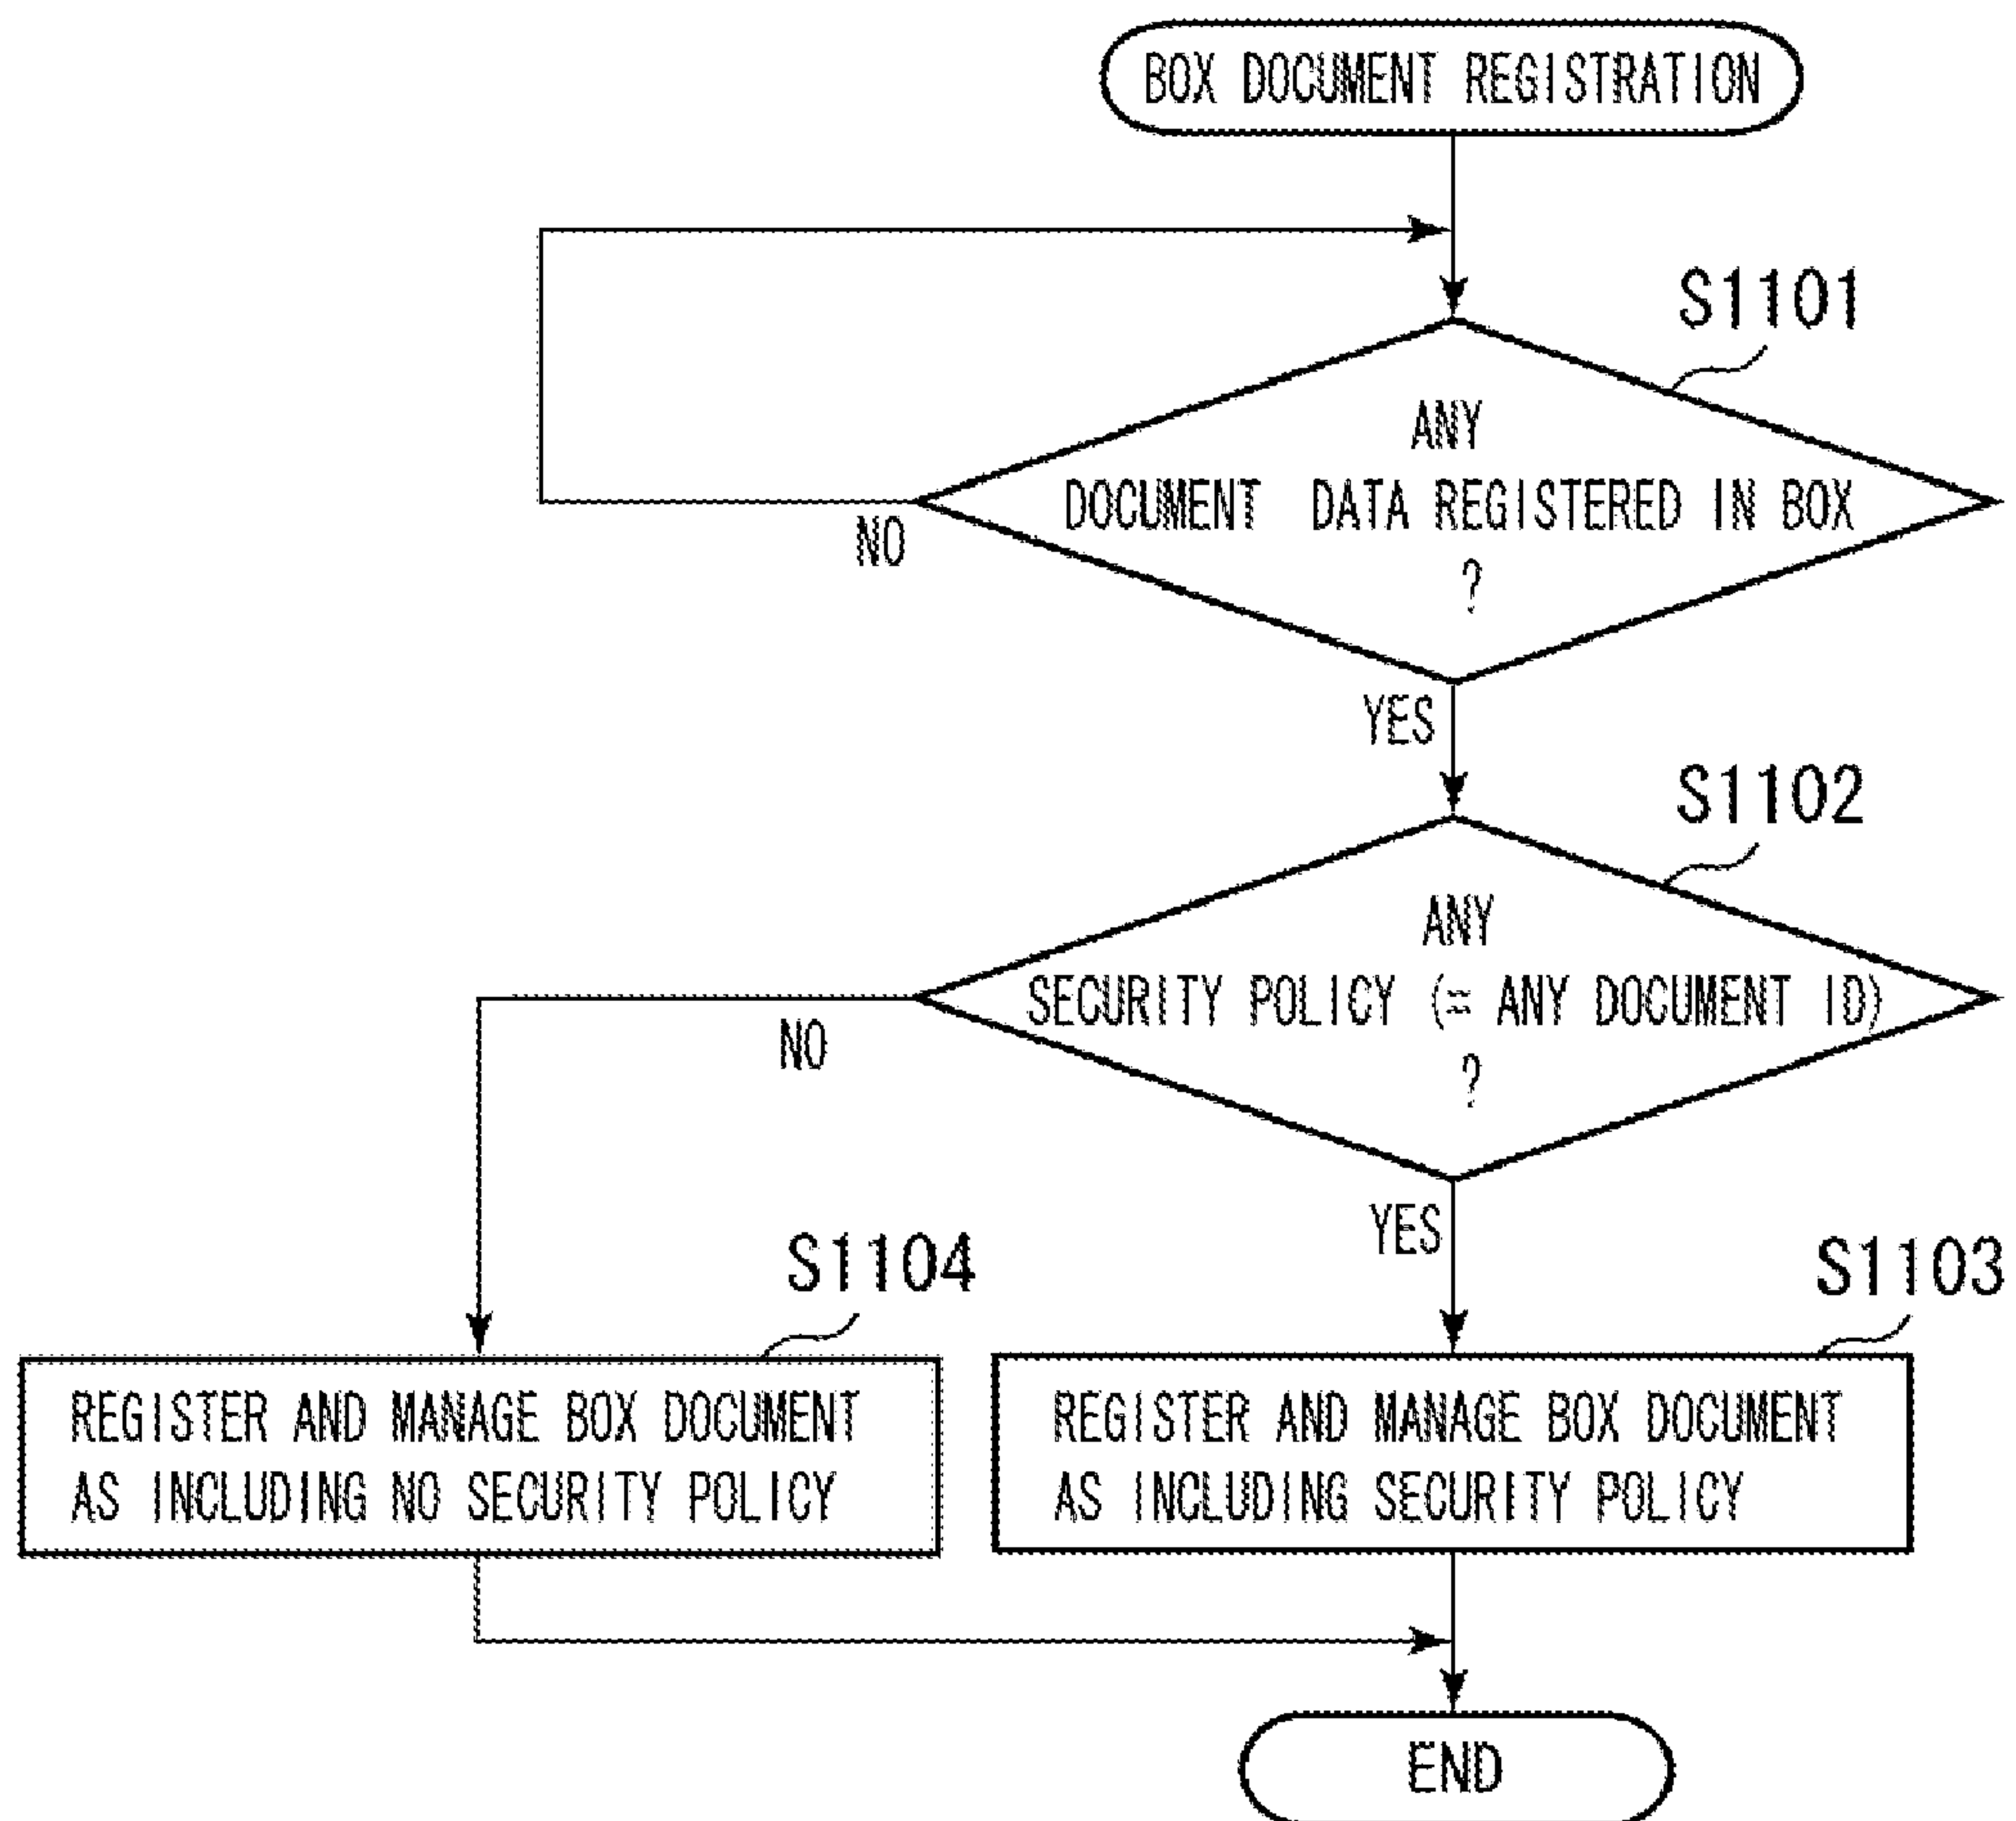 BOX DOCUMENT REGISTRATION
S1101
ANY
DOCUMENT DATA REGISTERED IN BOX
?
NO
YES
S1102
ANY
SECURITY POLICY (= ANY DOCUMENT ID)
?
NO
YES
S1104
S1103
REGISTER AND MANAGE BOX DOCUMENT
AS INCLUDING NO SECURITY POLICY
REGISTER AND MANAGE BOX DOCUMENT
AS INCLUDING SECURITY POLICY
END